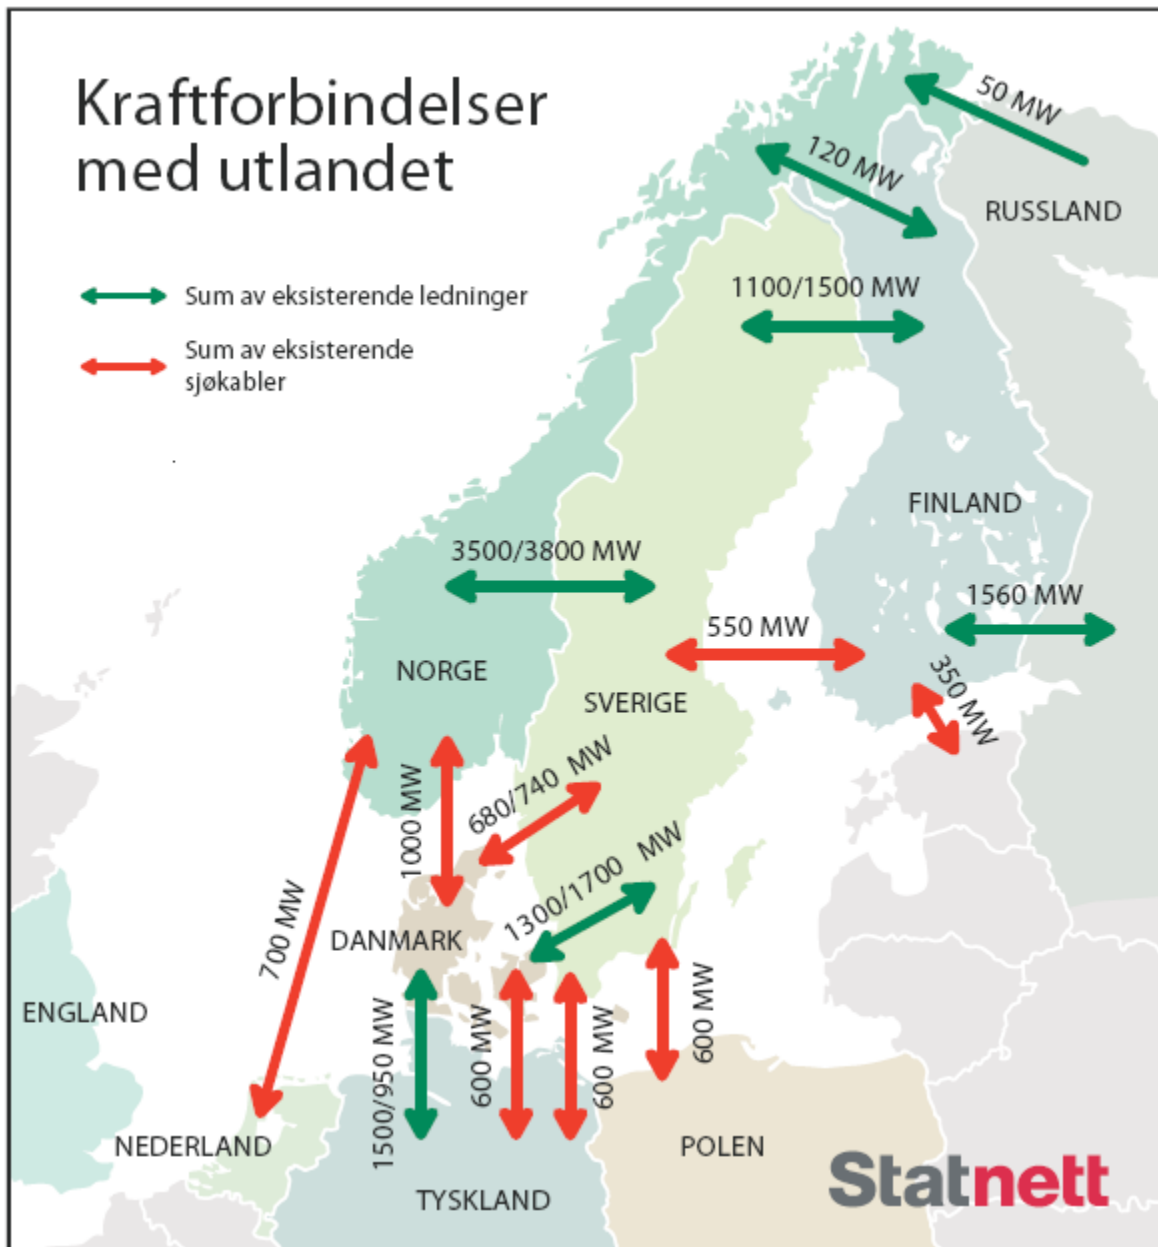 Kraftforbindelser
med utlandet
Sum av eksisterende ledninger
Sum av eksisterende
sjøkabler
50 MW
120 MW
RUSSLAND
1100/1500 MW
FINLAND
3500/3800 MW
1560 MW
550 MW
NORGE
350 MW
SVERIGE
680/740 MW
1000 MW
1300/1700 MW
700 MW
DANMARK
ENGLAND
1500/950 MW
600 MW
600 MW
600 MW
NEDERLAND
POLEN
TYSKLAND
Statnett